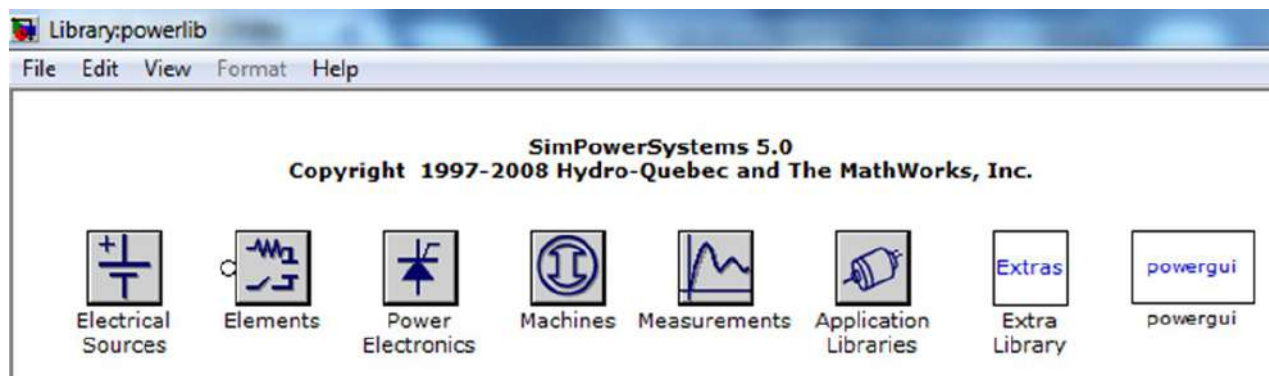 Library:powerlib
File Edit View Format Help
SimPowerSystems 5.0
Copyright 1997-2008 Hydro-Quebec and The MathWorks, Inc.
Extras
powergui
Electrical Sources
Elements
Power Electronics
Machines
Measurements
Application Libraries
Extra Library
powergui